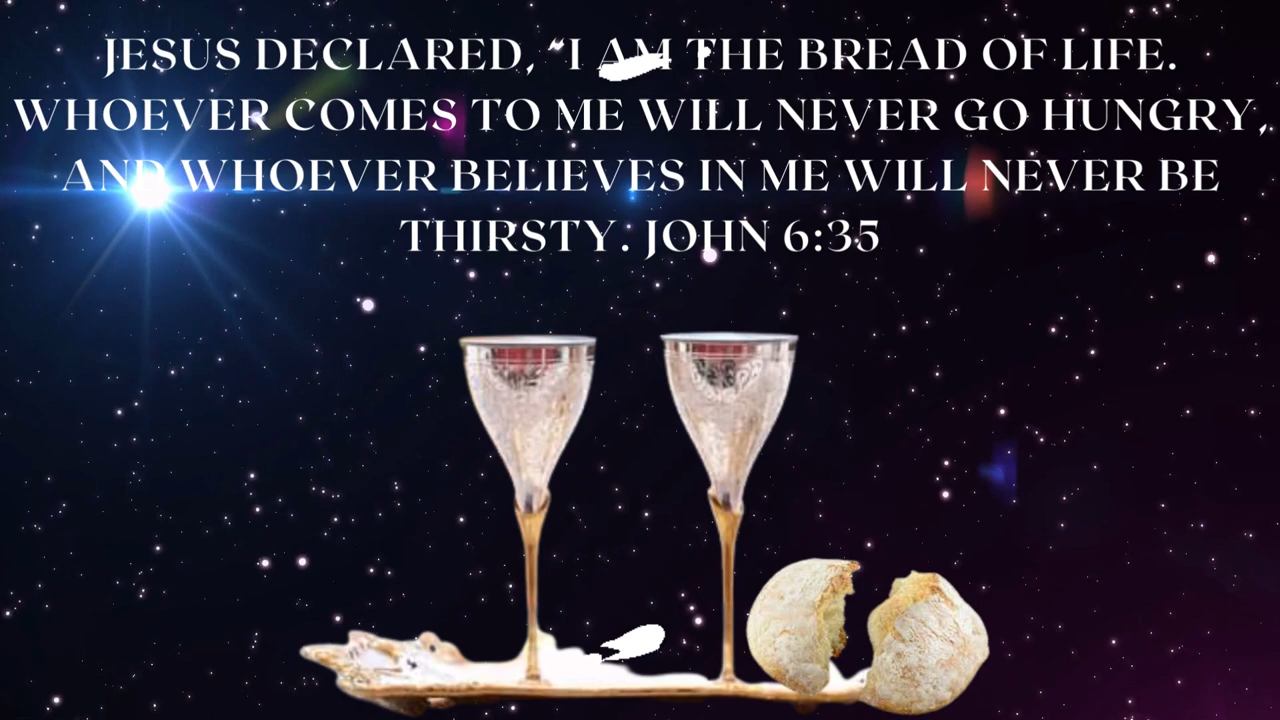 JESUS DECLARED, “I AM THE BREAD OF LIFE.
WHOEVER COMES TO ME WILL NEVER GO HUNGRY,
AND WHOEVER BELIEVES IN ME WILL NEVER BE
THIRSTY. JOHN 6:35